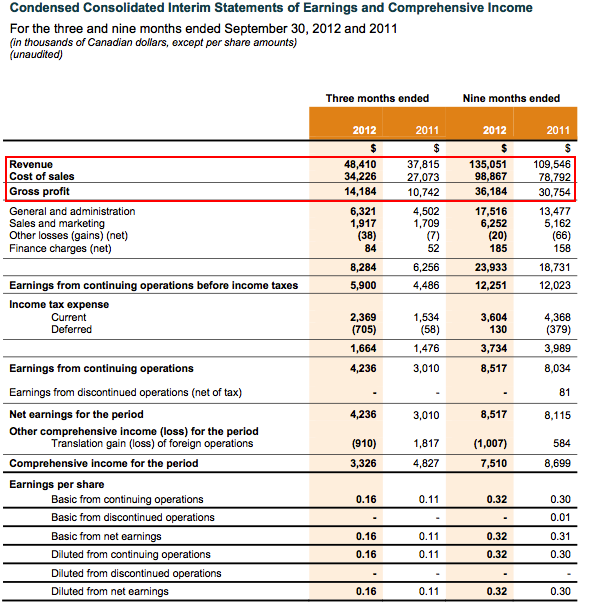 Condensed Consolidated Interim Statements of Earnings and Comprehensive Income
For the three and nine months ended September 30, 2012 and 2011
(in thousands of Canadian dollars, except per share amounts)
(unaudited)
Three months ended Nine months ended
2012 2011 2012 2011
$ $ $ $
Revenue 48,410 37,815 135,051 109,546
Cost of sales 34,226 27,073 98,867 78,792
Gross profit 14,184 10,742 36,184 30,754
General and administration 6,321 4,502 17,516 13,477
Sales and marketing 1,917 1,709 6,252 5,162
Other losses (gains) (net) (38) (7) (20) (66)
Finance charges (net) 84 52 185 158
8,284 6,256 23,933 18,731
Earnings from continuing operations before income taxes 5,900 4,486 12,251 12,023
Income tax expense
Current 2,369 1,534 3,604 4,368
Deferred (705) (58) 130 (379)
1,664 1,476 3,734 3,989
Earnings from continuing operations 4,236 3,010 8,517 8,034
Earnings from discontinued operations (net of tax) - - - 81
Net earnings for the period 4,236 3,010 8,517 8,115
Other comprehensive income (loss) for the period
Translation gain (loss) of foreign operations (910) 1,817 (1,007) 584
Comprehensive income for the period 3,326 4,827 7,510 8,699
Earnings per share
Basic from continuing operations 0.16 0.11 0.32 0.30
Basic from discontinued operations - - - 0.01
Basic from net earnings 0.16 0.11 0.32 0.31
Diluted from continuing operations 0.16 0.11 0.32 0.30
Diluted from discontinued operations - - - -
Diluted from net earnings 0.16 0.11 0.32 0.30